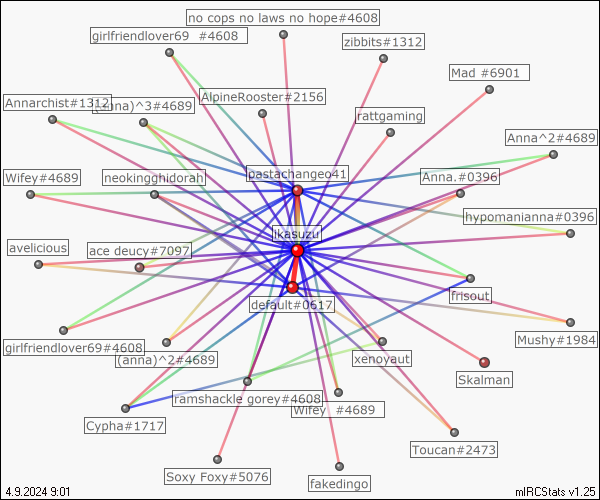 no cops no laws no hope#4608
girlfriendlover69 #4608
zibbits#1312
Mad #6901
AlpineRooster#2156
Annarchist#1312
(anna)^3#4689
rattgaming
Anna^2#4689
pastachangeo41
Wifey#4689
neokingghidorah
Anna.#0396
hypomanianna#0396
ikasuzu
avelicious
ace deucy#7097
frisout
default#0617
Mushy#1984
girlfriendlover69#4608
(anna)^2#4689
xenoyaut
Skalman
ramshackle gorey#4608
Wifey #4689
Cypha#1717
Toucan#2473
Soxy Foxy#5076
fakedingo
4.9.2024 9:01
mIRCStats v1.25